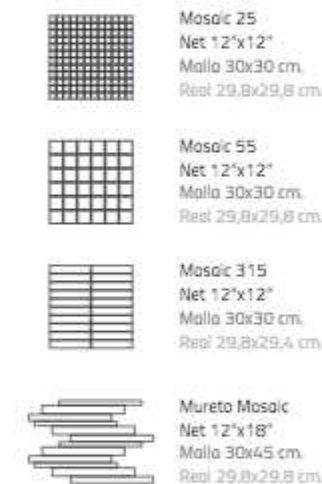 Mosaic 25
Net 12"x12"
Malla 30x30 cm.
Real 29,8x29,8 cm.
Mosaic 55
Net 12"x12"
Malla 30x30 cm.
Real 29,8x29,8 cm.
Mosaic 315
Net 12"x12"
Malla 30x30 cm.
Real 29,8x29,4 cm.
Mureto Mosaic
Net 12"x18"
Malla 30x45 cm.
Real 29,8x29,8 cm.